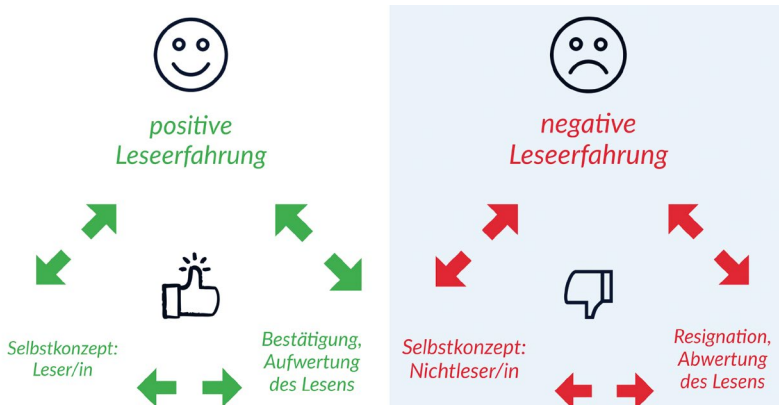 positive
Leseerfahrung
Selbstkonzept:
Leser/in
Bestätigung,
Aufwertung
des Lesens
negative
Leseerfahrung
Selbstkonzept:
Nichtleser/in
Resignation,
Abwertung
des Lesens